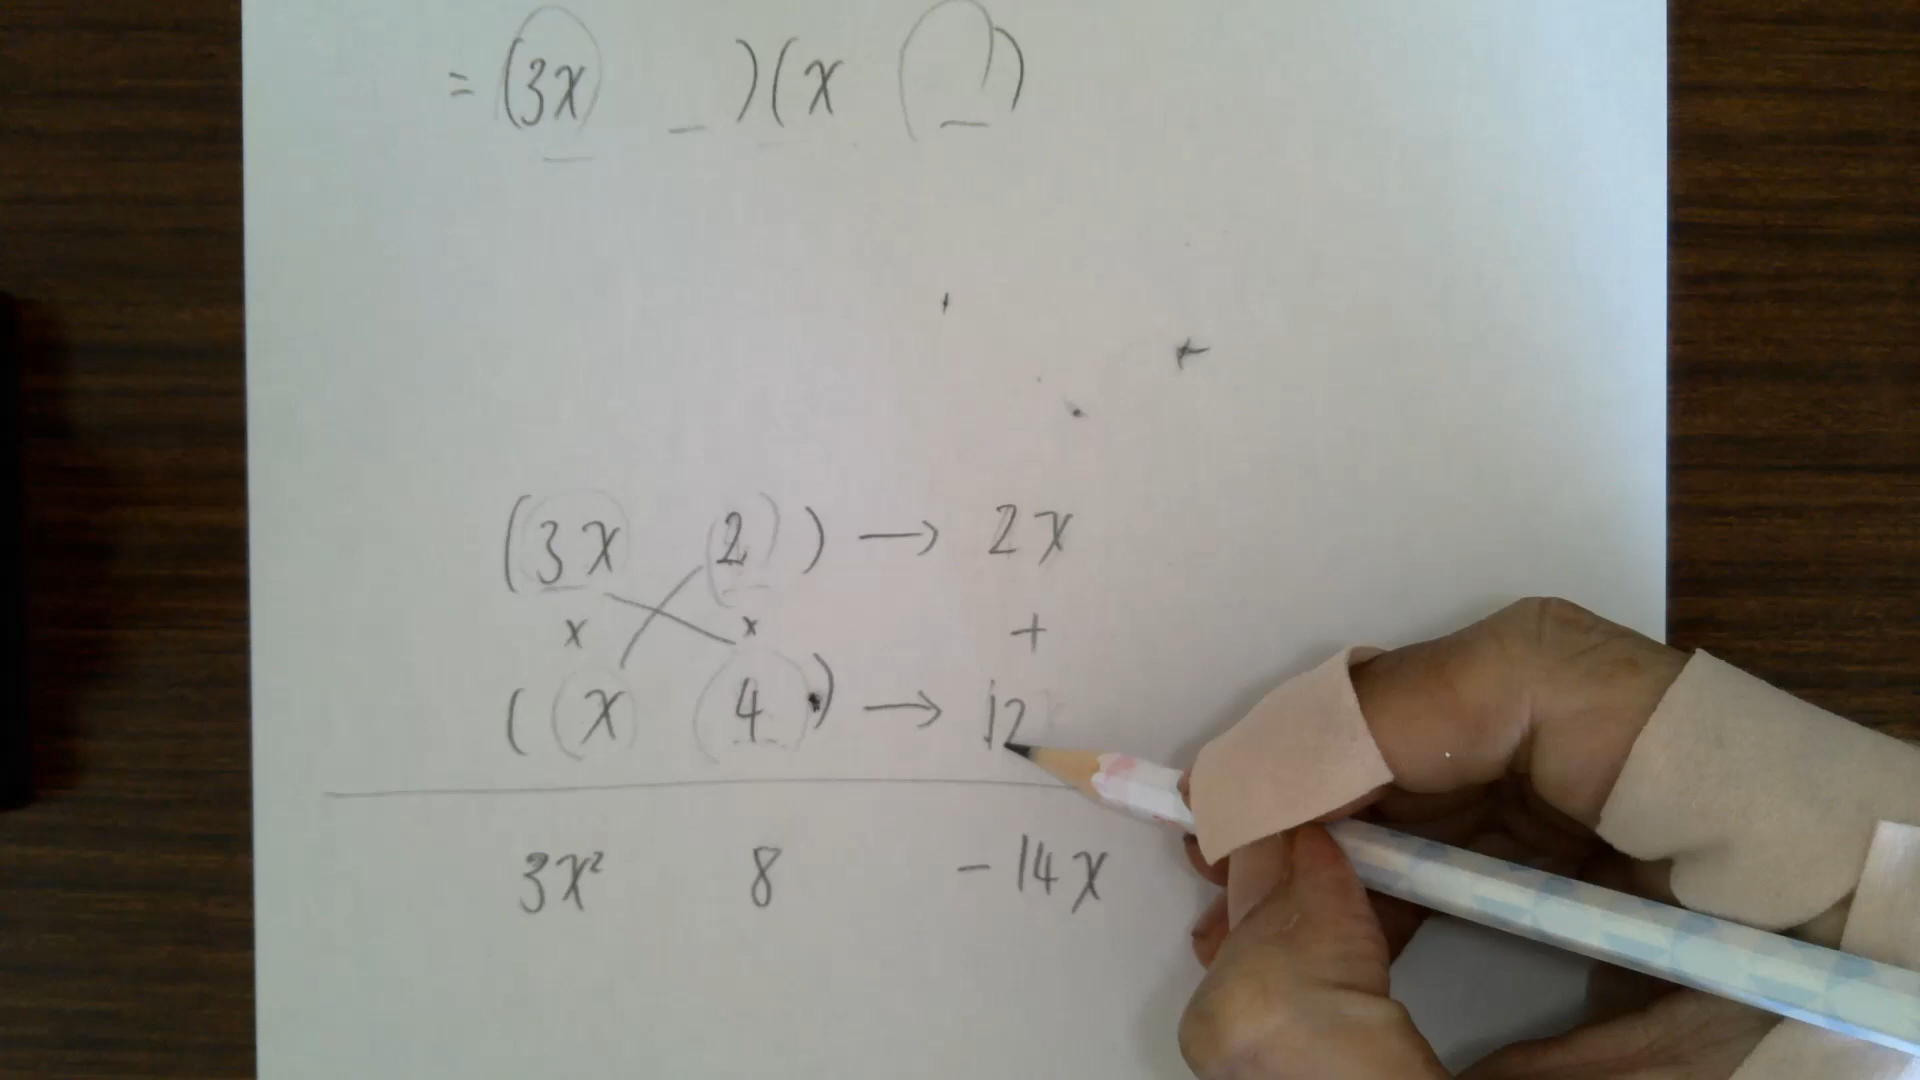 = (3x _ )(x _ )
(3x 2) → 2x
x x +
(x 4) → 12
3x² 8 -14x